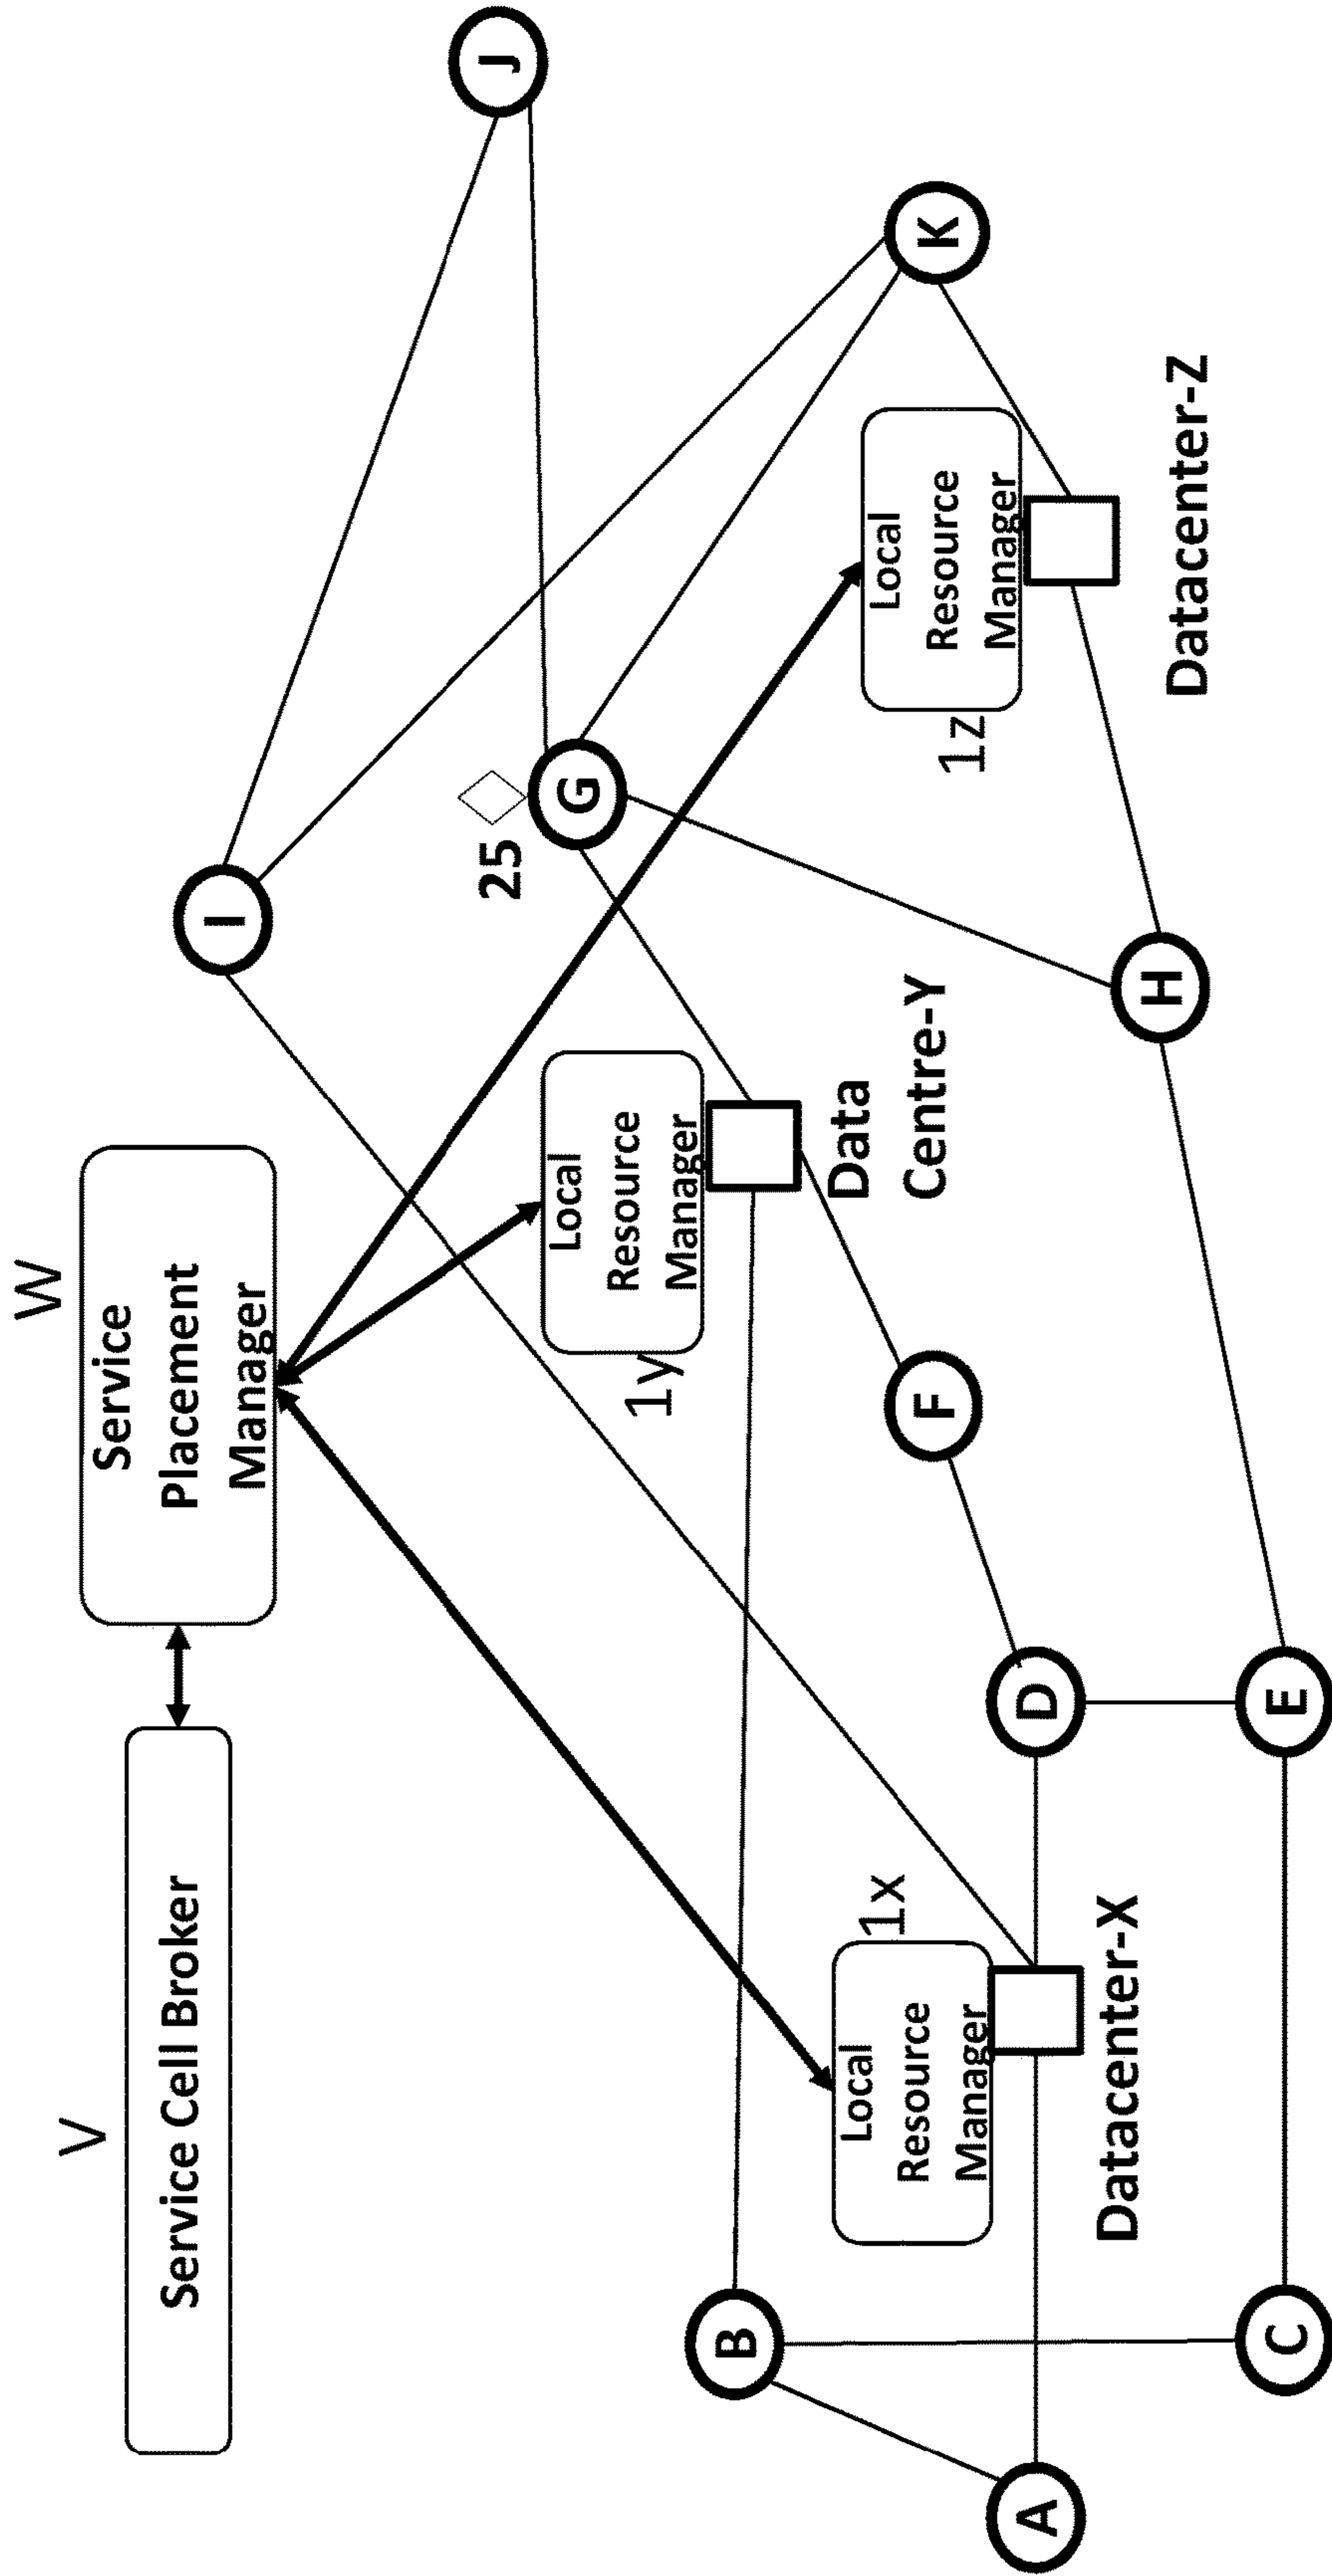 V
Service Cell Broker
W
Service
Placement
Manager
I
J
25
G
K
B
A
C
D
E
F
H
Local
Resource
Manager
1x
Datacenter-X
Local
Resource
Manager
1y
Data
Centre-Y
Local
Resource
Manager
1z
Datacenter-Z